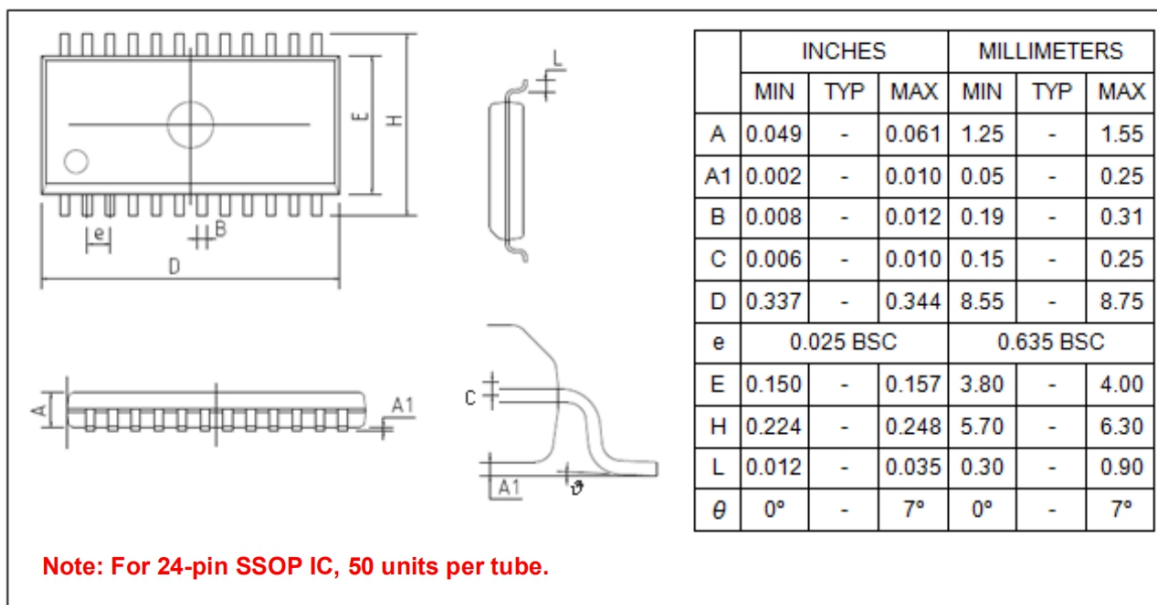 L
E
H
e
B
D
A
A1
C
A1
ϑ
INCHES MILLIMETERS
MIN TYP MAX MIN TYP MAX
A 0.049 - 0.061 1.25 - 1.55
A1 0.002 - 0.010 0.05 - 0.25
B 0.008 - 0.012 0.19 - 0.31
C 0.006 - 0.010 0.15 - 0.25
D 0.337 - 0.344 8.55 - 8.75
e 0.025 BSC 0.635 BSC
E 0.150 - 0.157 3.80 - 4.00
H 0.224 - 0.248 5.70 - 6.30
L 0.012 - 0.035 0.30 - 0.90
θ 0° - 7° 0° - 7°
Note: For 24-pin SSOP IC, 50 units per tube.